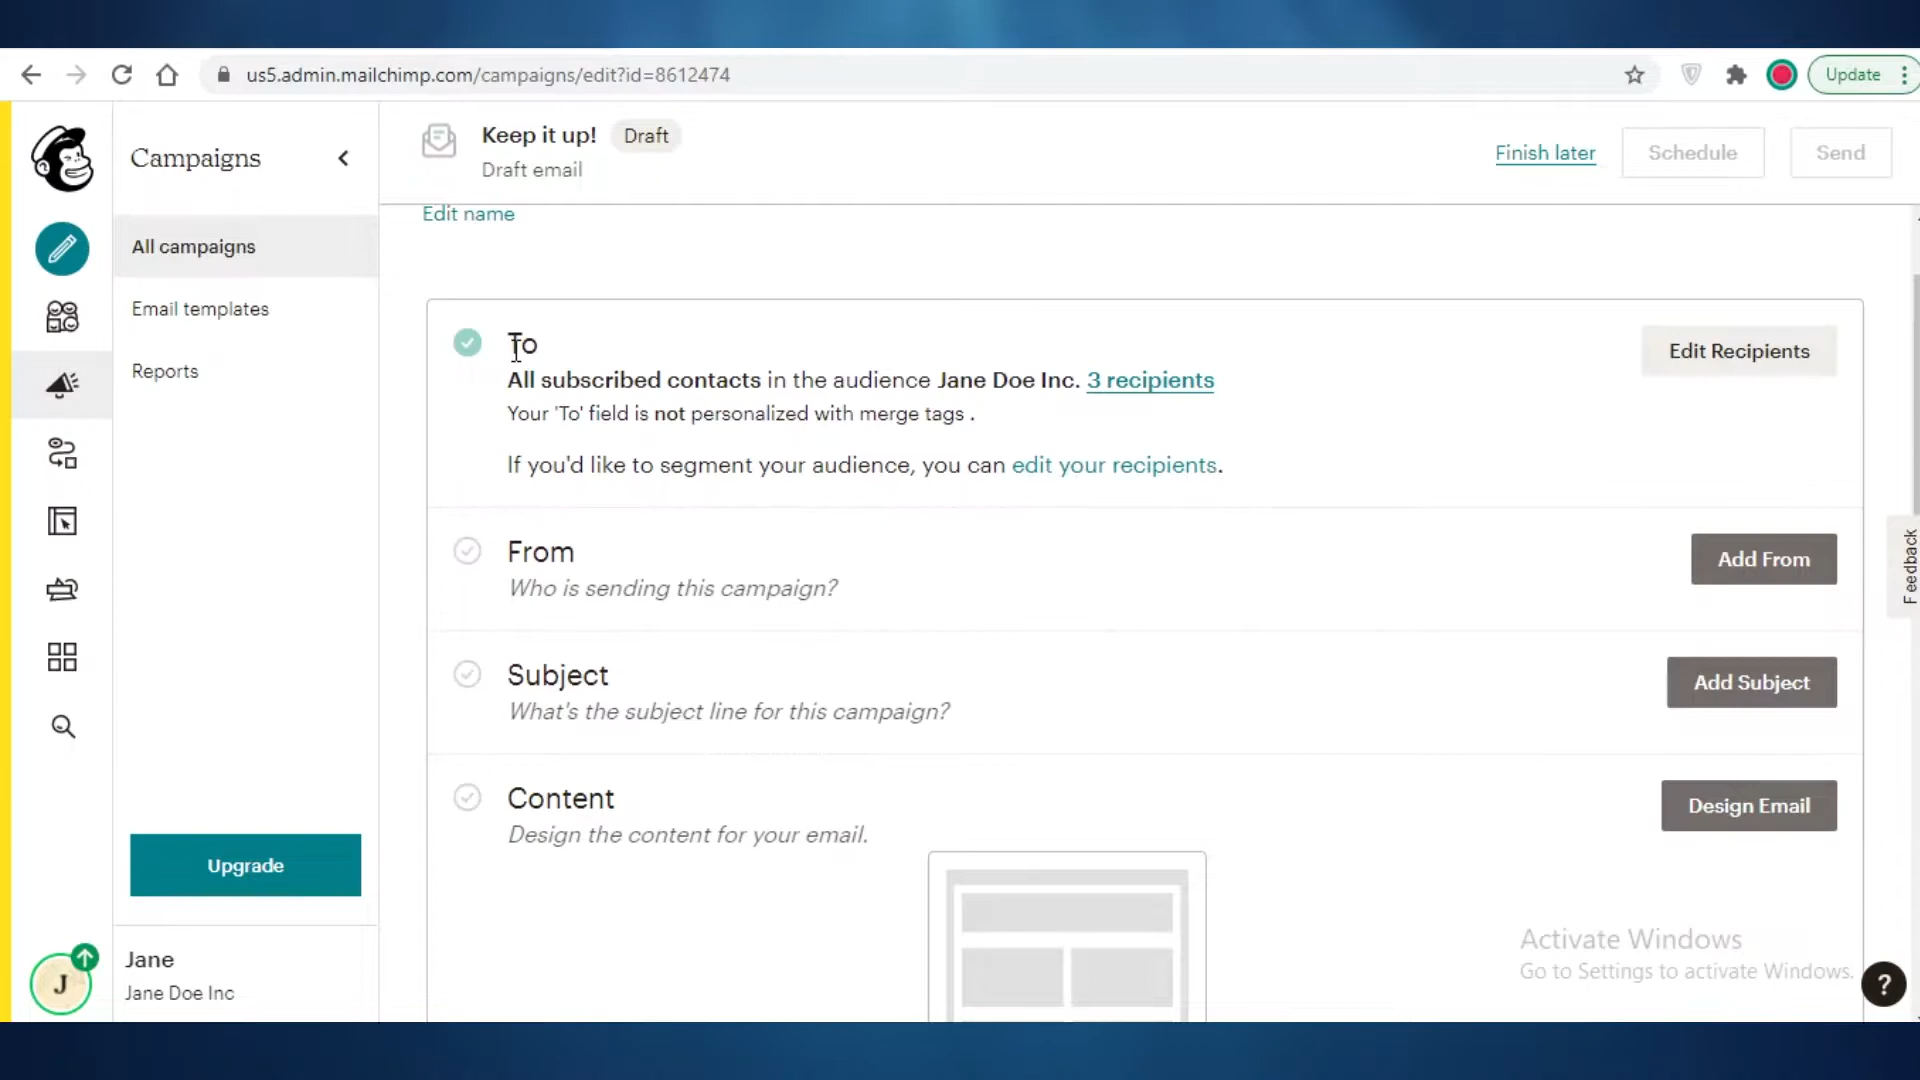 us5.admin.mailchimp.com/campaigns/edit?id=8612474
Update
Campaigns
Keep it up!
Draft
Draft email
Finish later
Schedule
Send
Edit name
All campaigns
Email templates
Reports
To
Edit Recipients
All subscribed contacts in the audience Jane Doe Inc. 3 recipients
Your 'To' field is not personalized with merge tags .
If you'd like to segment your audience, you can edit your recipients.
From
Add From
Who is sending this campaign?
Feedback
Subject
Add Subject
What's the subject line for this campaign?
Content
Design Email
Design the content for your email.
Upgrade
J
Jane
Jane Doe Inc
Activate Windows
Go to Settings to activate Windows.
?